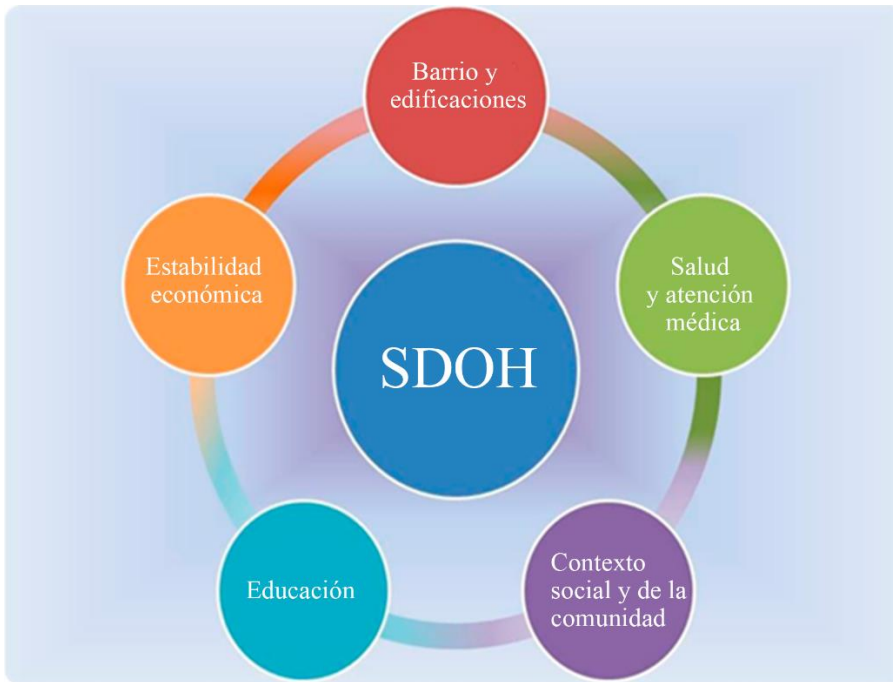 Barrio y
edificaciones
Estabilidad
económica
Salud
y atención
médica
SDOH
Educación
Contexto
social y de la
comunidad